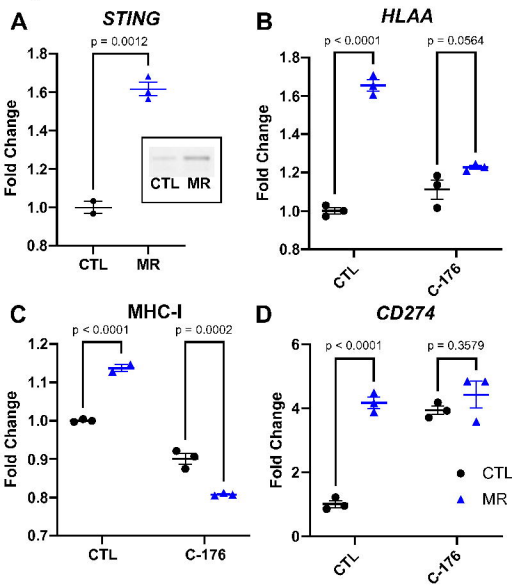 A STING
p = 0.0012
Fold Change
1.8
1.6
1.4
1.2
1.0
0.8
CTL MR
CTL MR
B HLAA
p < 0.0001 p = 0.0564
Fold Change
1.8
1.6
1.4
1.2
1.0
0.8
CTL C-176
C MHC-I
p < 0.0001 p = 0.0002
Fold Change
1.2
1.1
1.0
0.9
0.8
0.7
CTL C-176
D CD274
p < 0.0001 p = 0.3579
Fold Change
6
4
2
0
CTL
MR
CTL C-176